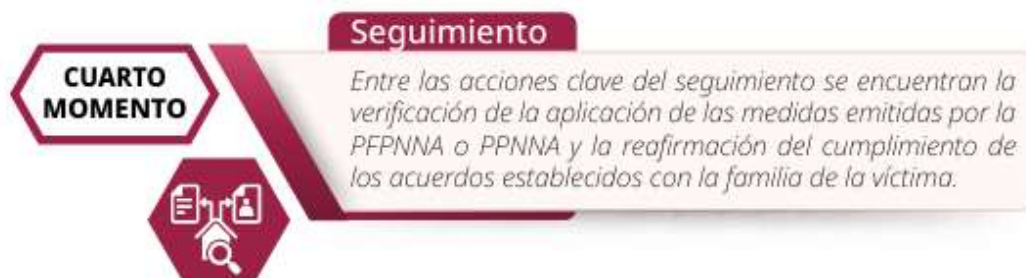 Seguimiento
CUARTO
MOMENTO
Entre las acciones clave del seguimiento se encuentran la
verificación de la aplicación de las medidas emitidas por la
PFPNNA o PPNNA y la reafirmación del cumplimiento de
los acuerdos establecidos con la familia de la víctima.